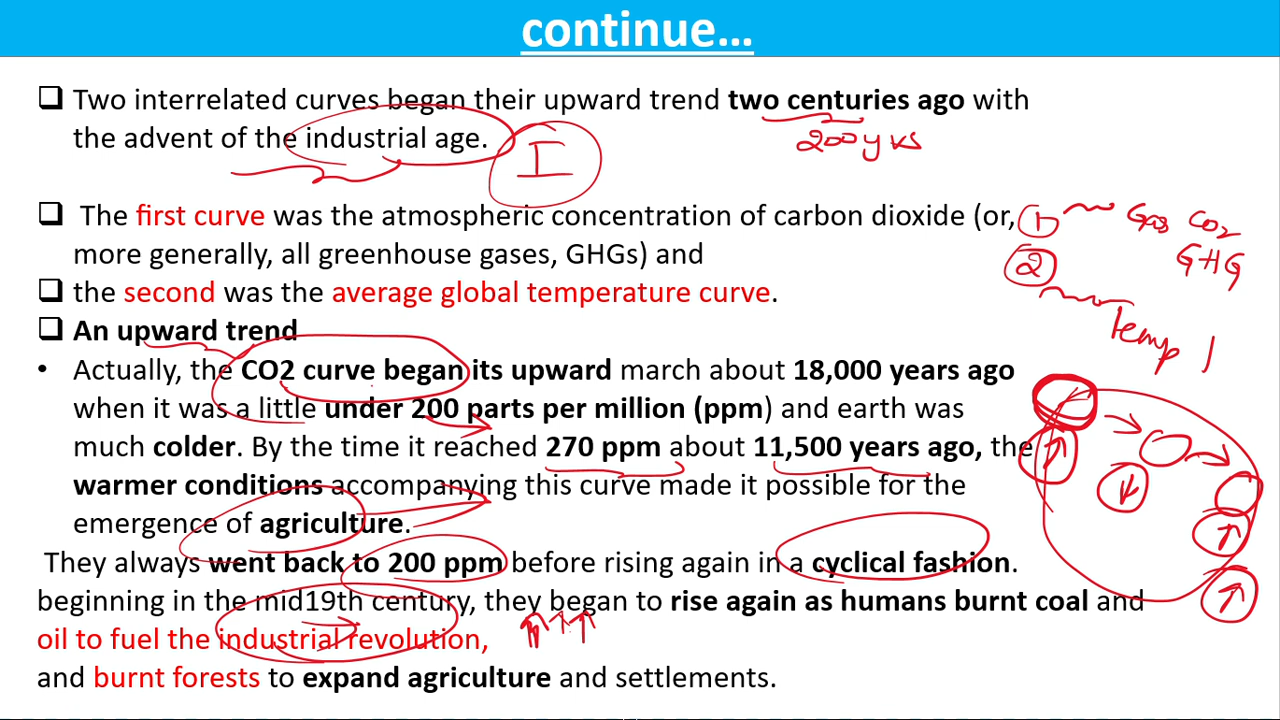 continue…
Two interrelated curves began their upward trend two centuries ago with
the advent of the industrial age.
200 yrs
I
The first curve was the atmospheric concentration of carbon dioxide (or,
more generally, all greenhouse gases, GHGs) and
1 Gas CO2
GHG
2
the second was the average global temperature curve.
Temp
An upward trend
• Actually, the CO2 curve began its upward march about 18,000 years ago
when it was a little under 200 parts per million (ppm) and earth was
much colder. By the time it reached 270 ppm about 11,500 years ago, the
warmer conditions accompanying this curve made it possible for the
emergence of agriculture.
They always went back to 200 ppm before rising again in a cyclical fashion.
beginning in the mid19th century, they began to rise again as humans burnt coal and
oil to fuel the industrial revolution,
and burnt forests to expand agriculture and settlements.